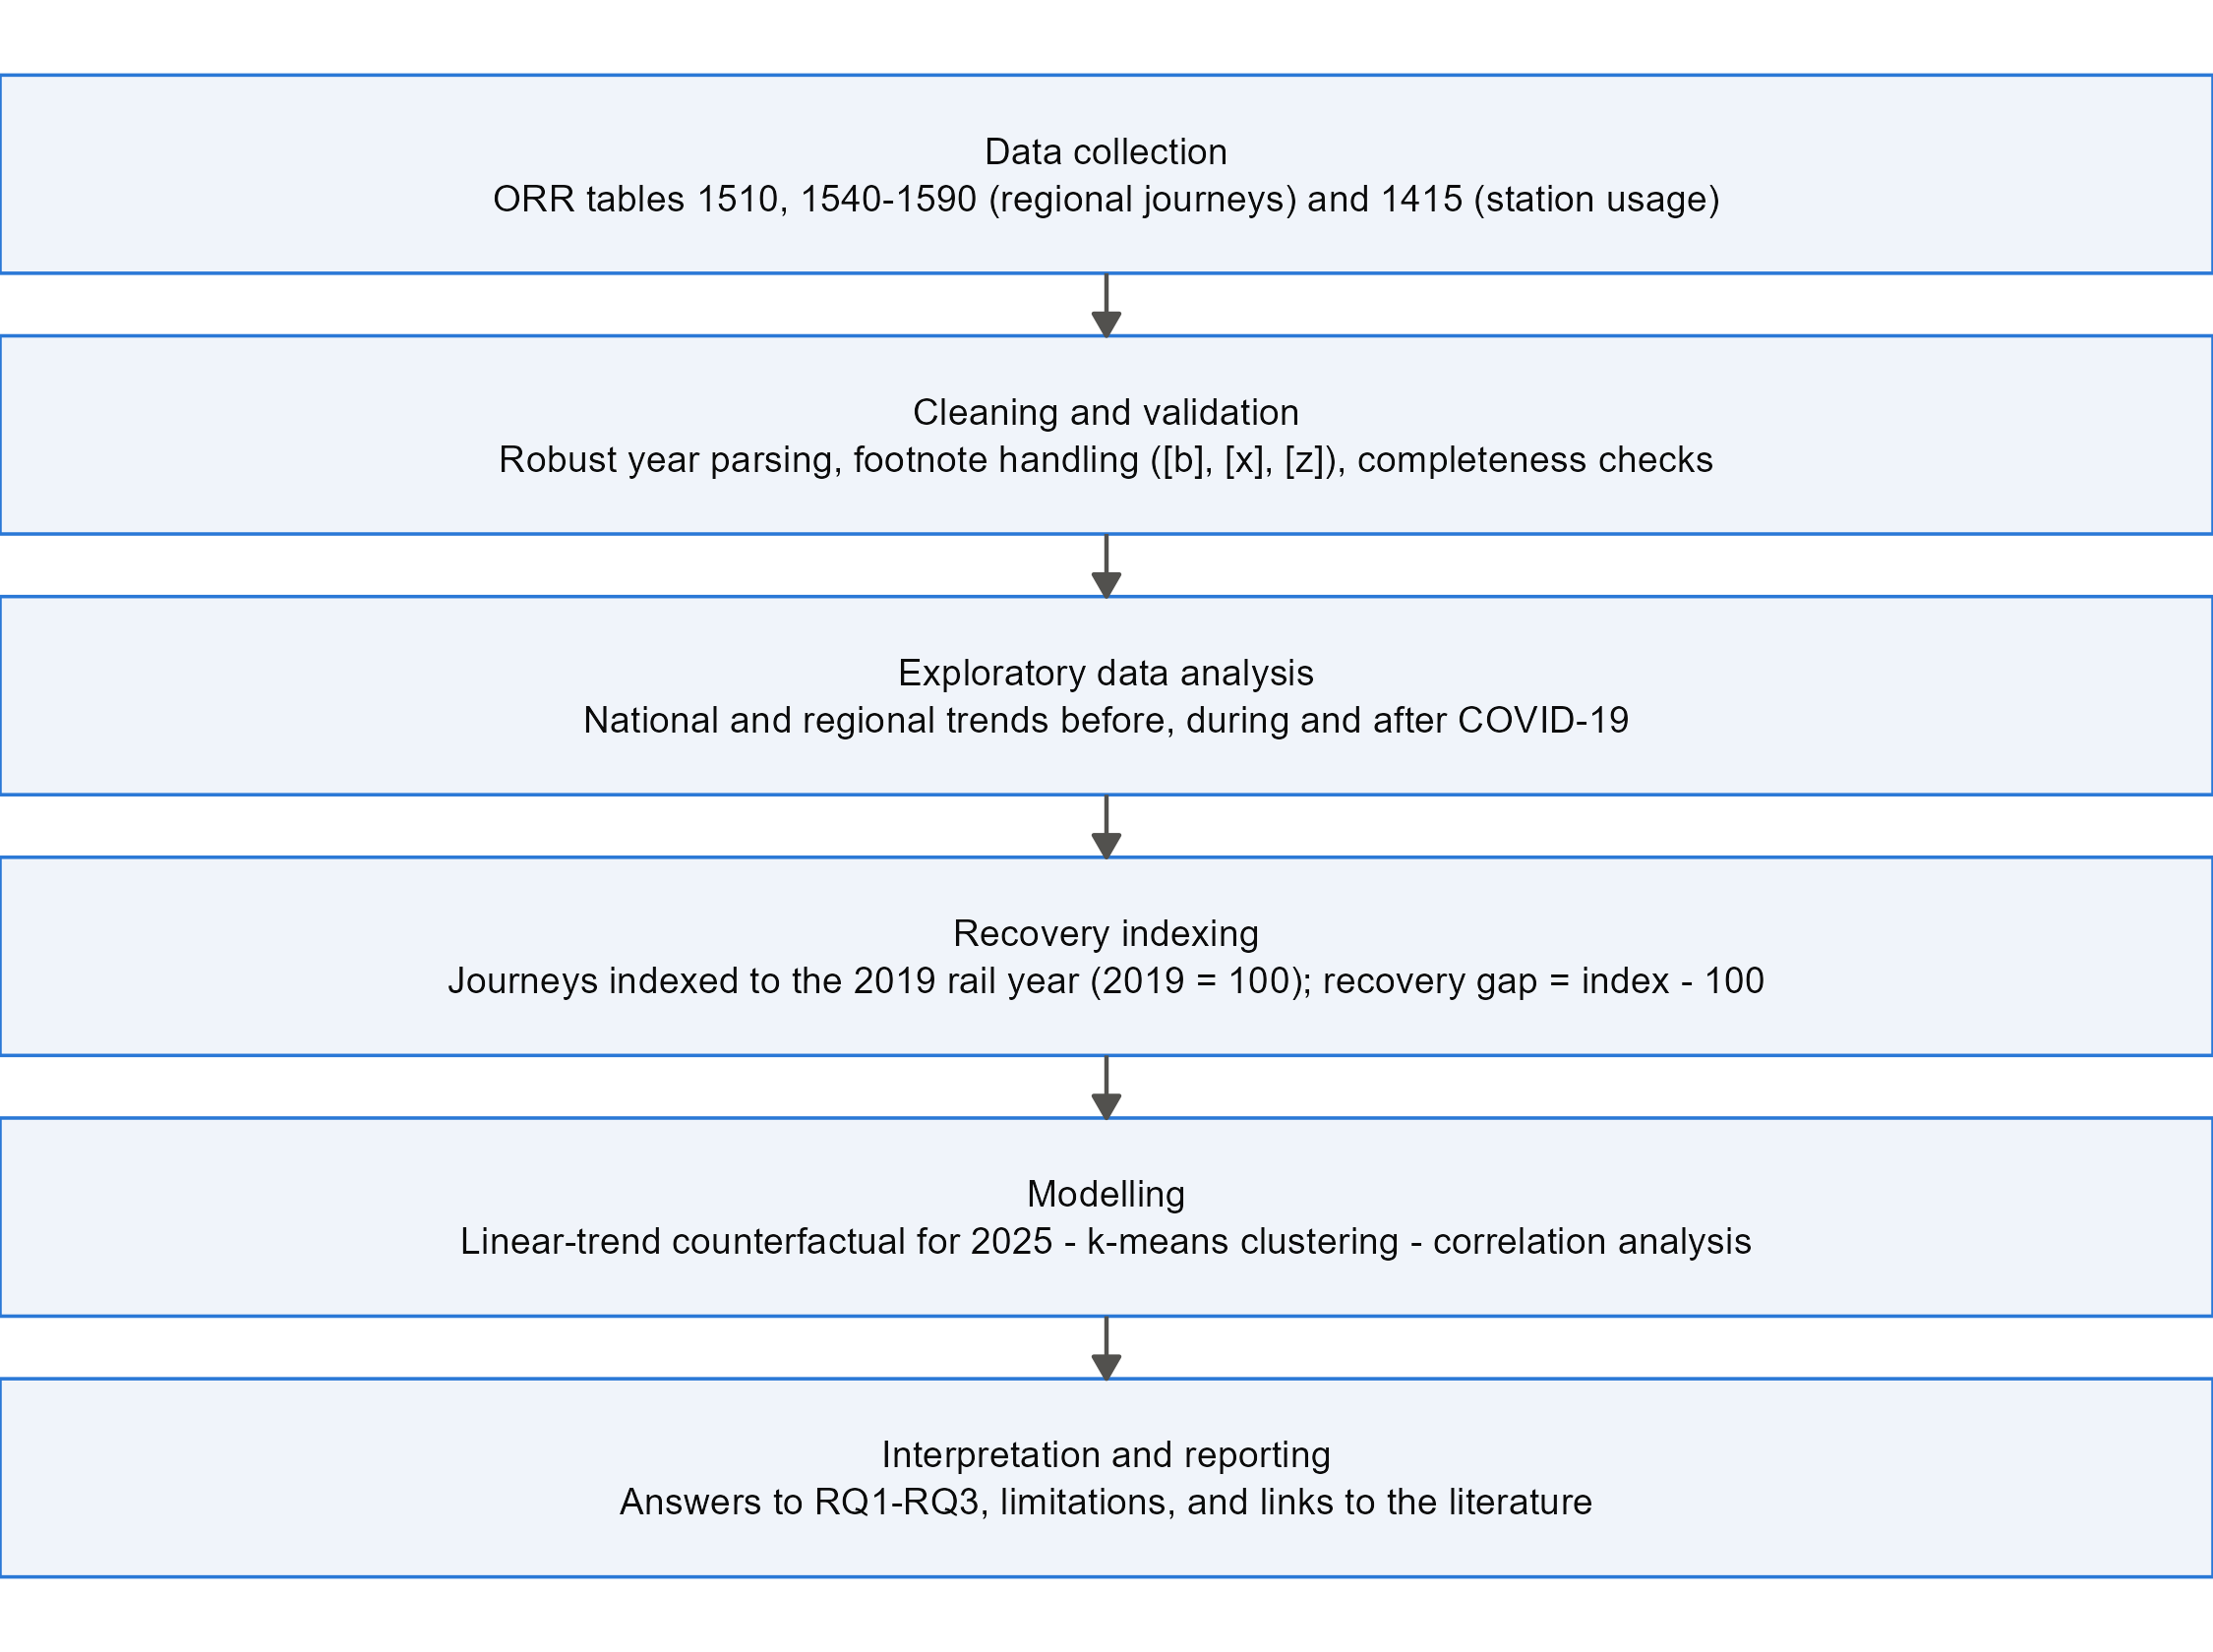 Data collection
ORR tables 1510, 1540-1590 (regional journeys) and 1415 (station usage)
Cleaning and validation
Robust year parsing, footnote handling ([b], [x], [z]), completeness checks
Exploratory data analysis
National and regional trends before, during and after COVID-19
Recovery indexing
Journeys indexed to the 2019 rail year (2019 = 100); recovery gap = index - 100
Modelling
Linear-trend counterfactual for 2025 - k-means clustering - correlation analysis
Interpretation and reporting
Answers to RQ1-RQ3, limitations, and links to the literature